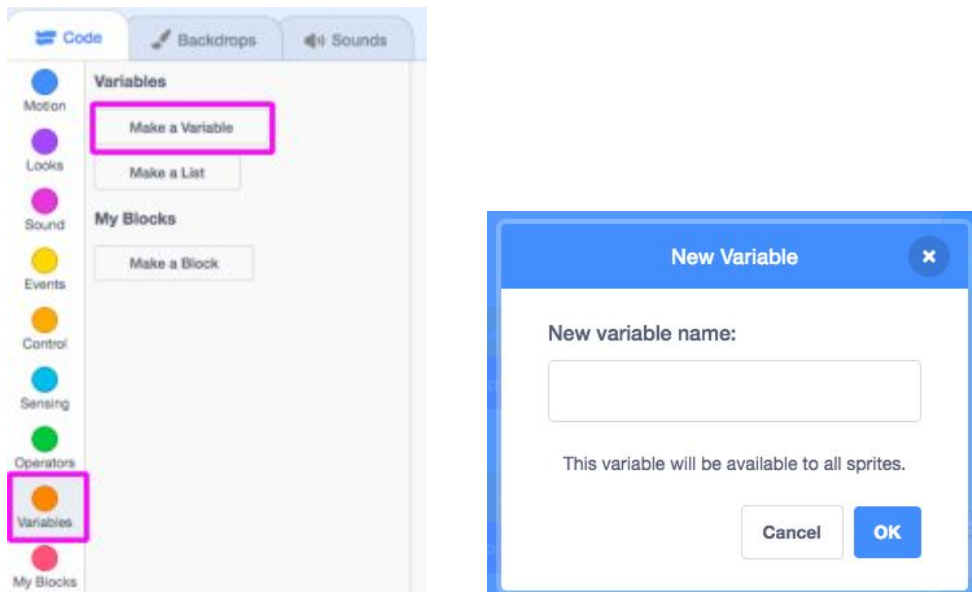 Code
Backdrops
Sounds
Motion
Looks
Sound
Events
Control
Sensing
Operators
Variables
My Blocks
Variables
Make a Variable
Make a List
My Blocks
Make a Block
New Variable
New variable name:
This variable will be available to all sprites.
Cancel
OK